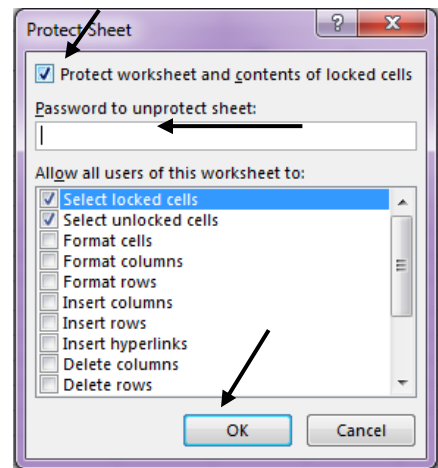 Protect Sheet
Protect worksheet and contents of locked cells
Password to unprotect sheet:
Allow all users of this worksheet to:
Select locked cells
Select unlocked cells
Format cells
Format columns
Format rows
Insert columns
Insert rows
Insert hyperlinks
Delete columns
Delete rows
OK Cancel